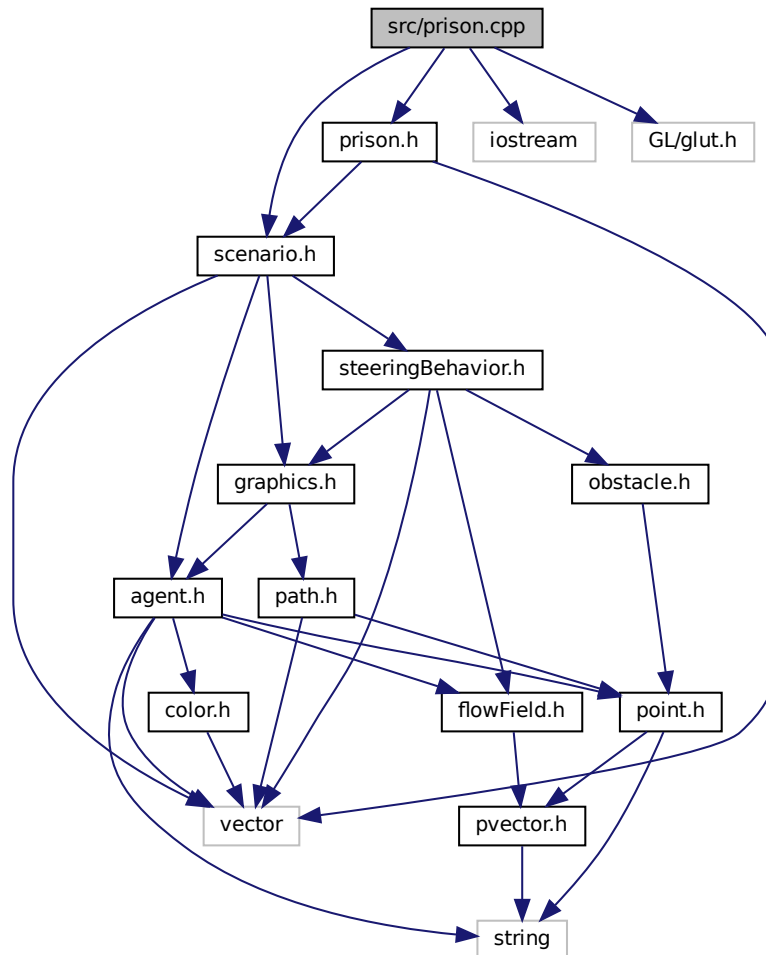 src/prison.cpp
prison.h
iostream
GL/glut.h
scenario.h
steeringBehavior.h
graphics.h
obstacle.h
agent.h
path.h
color.h
flowField.h
point.h
vector
pvector.h
string